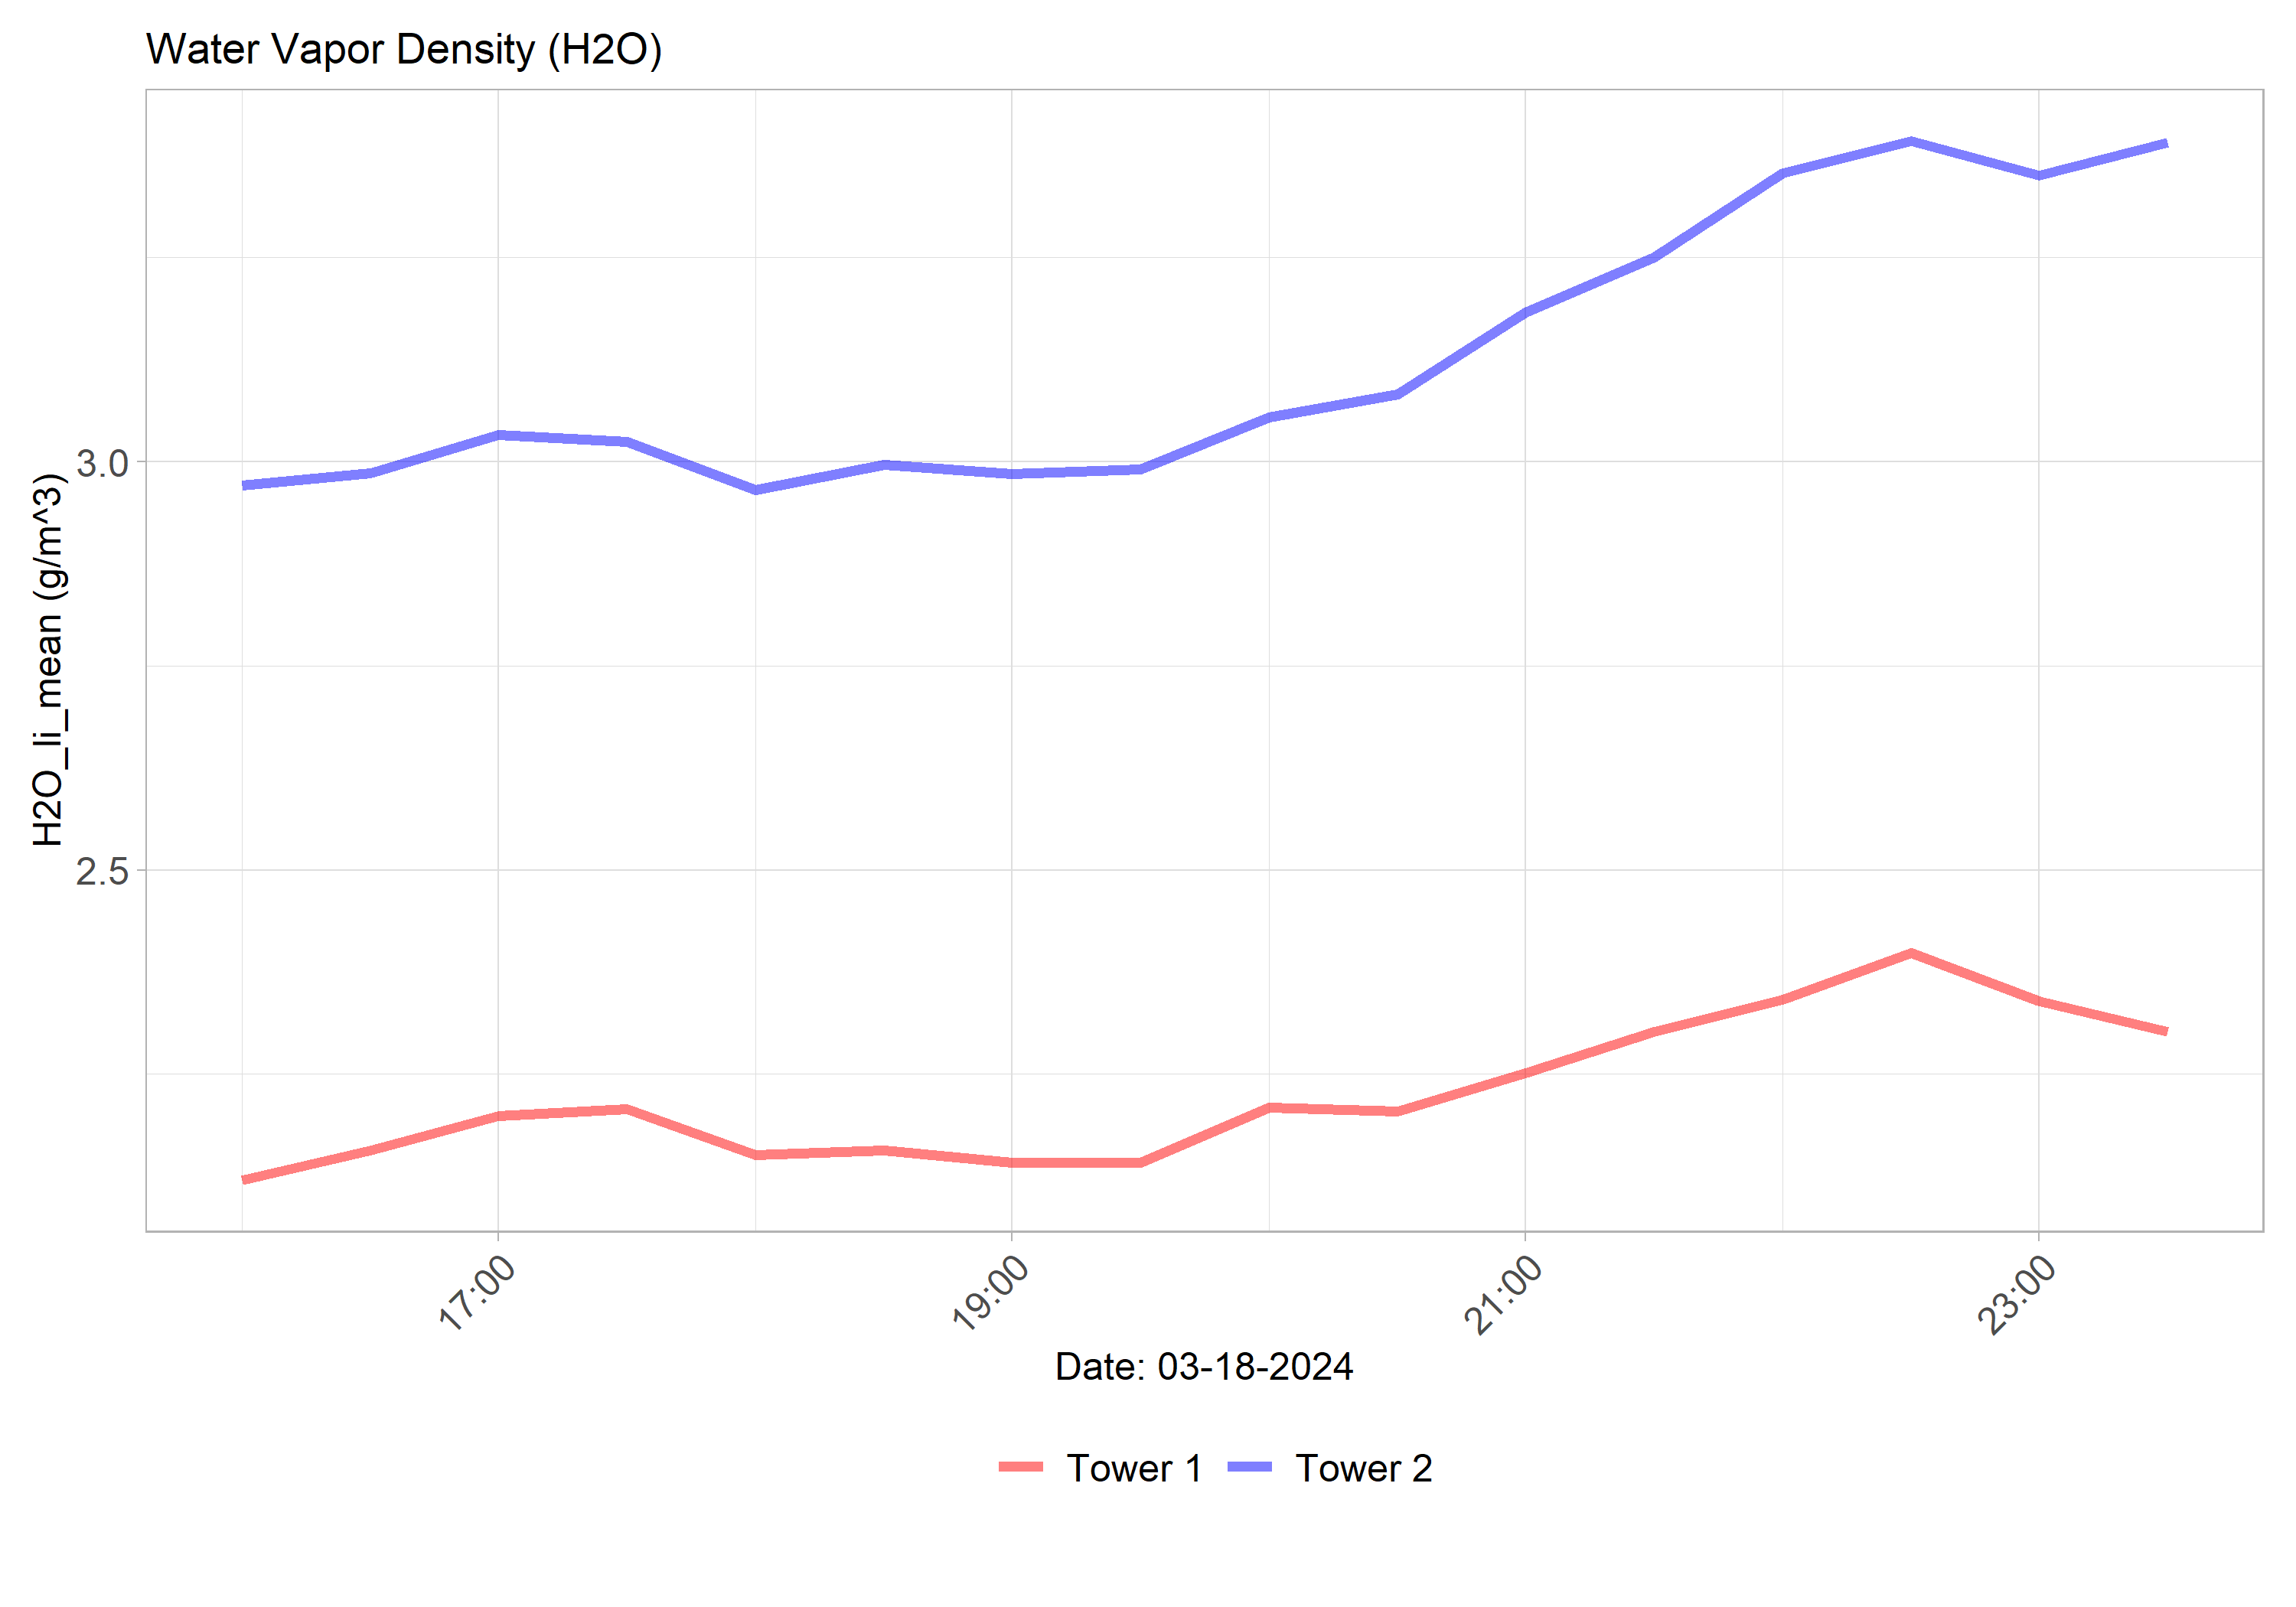 Water Vapor Density (H2O)
H2O_li_mean (g/m^3)
3.0
2.5
17:00
19:00
21:00
23:00
Date: 03-18-2024
Tower 1
Tower 2